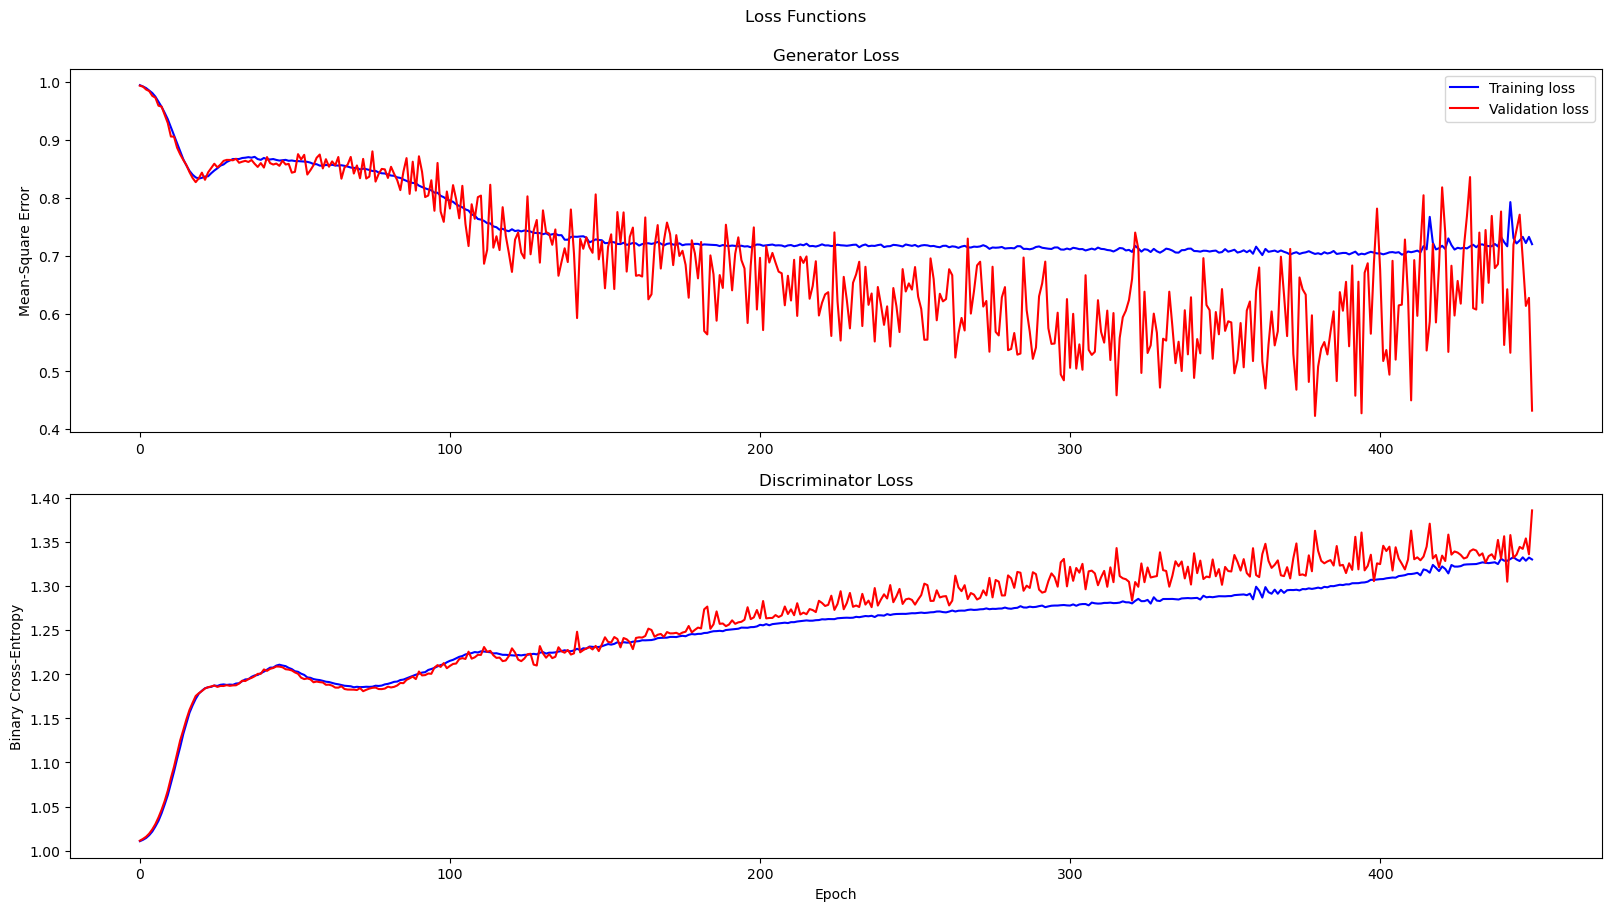 Loss Functions
Generator Loss
Mean-Square Error
1.0
0.9
0.8
0.7
0.6
0.5
0.4
Training loss
Validation loss
0 100 200 300 400
Discriminator Loss
Binary Cross-Entropy
1.40
1.35
1.30
1.25
1.20
1.15
1.10
1.05
1.00
0 100 200 300 400
Epoch